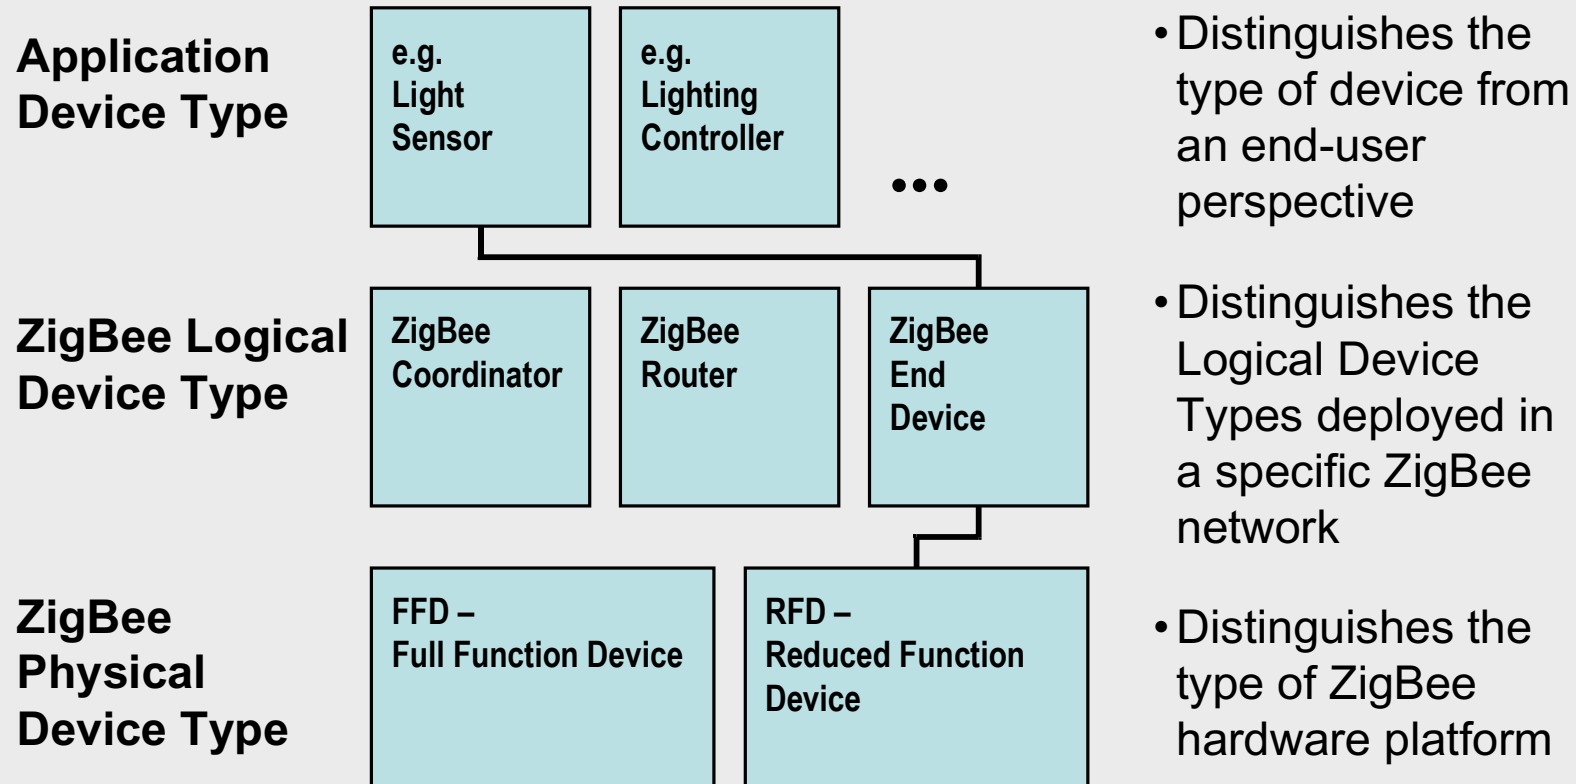 Application
Device Type
e.g.
Light
Sensor
e.g.
Lighting
Controller
...
• Distinguishes the
type of device from
an end-user
perspective
ZigBee Logical
Device Type
ZigBee
Coordinator
ZigBee
Router
ZigBee
End
Device
• Distinguishes the
Logical Device
Types deployed in
a specific ZigBee
network
ZigBee
Physical
Device Type
FFD –
Full Function Device
RFD –
Reduced Function
Device
• Distinguishes the
type of ZigBee
hardware platform